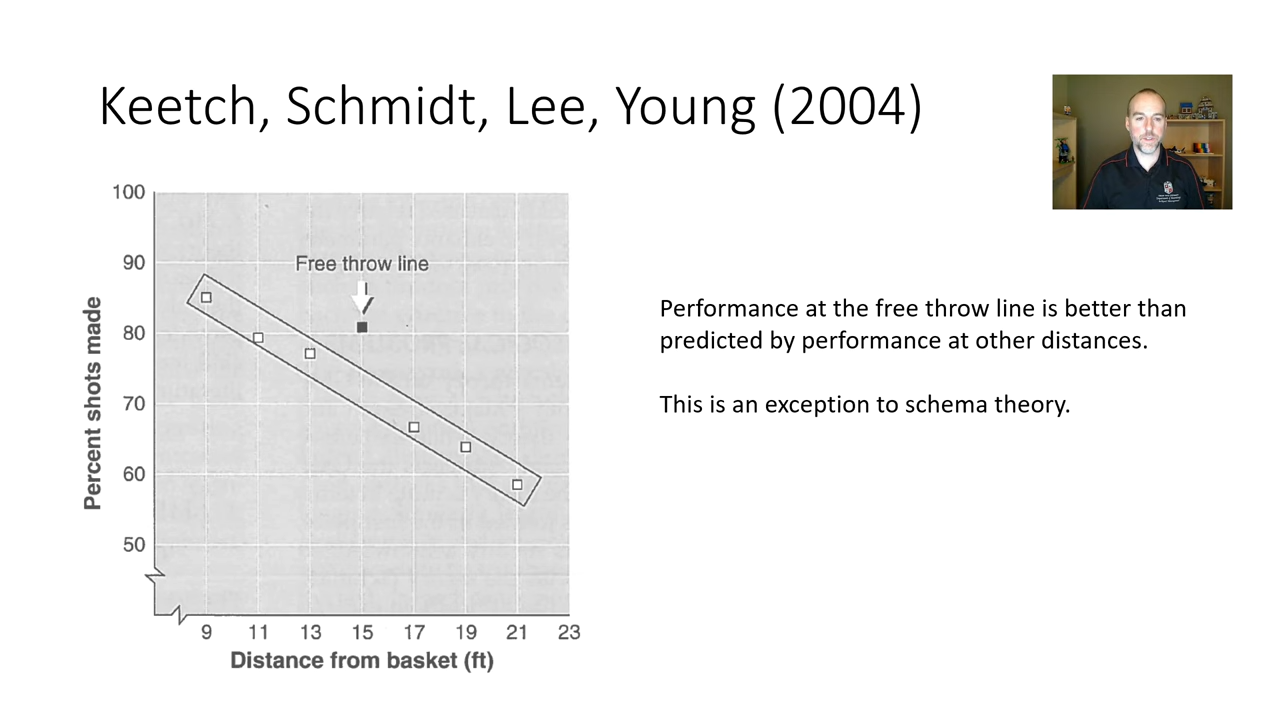 Keetch, Schmidt, Lee, Young (2004)
100
90
80
70
60
50
Percent shots made
Free throw line
9 11 13 15 17 19 21 23
Distance from basket (ft)
Performance at the free throw line is better than
predicted by performance at other distances.
This is an exception to schema theory.